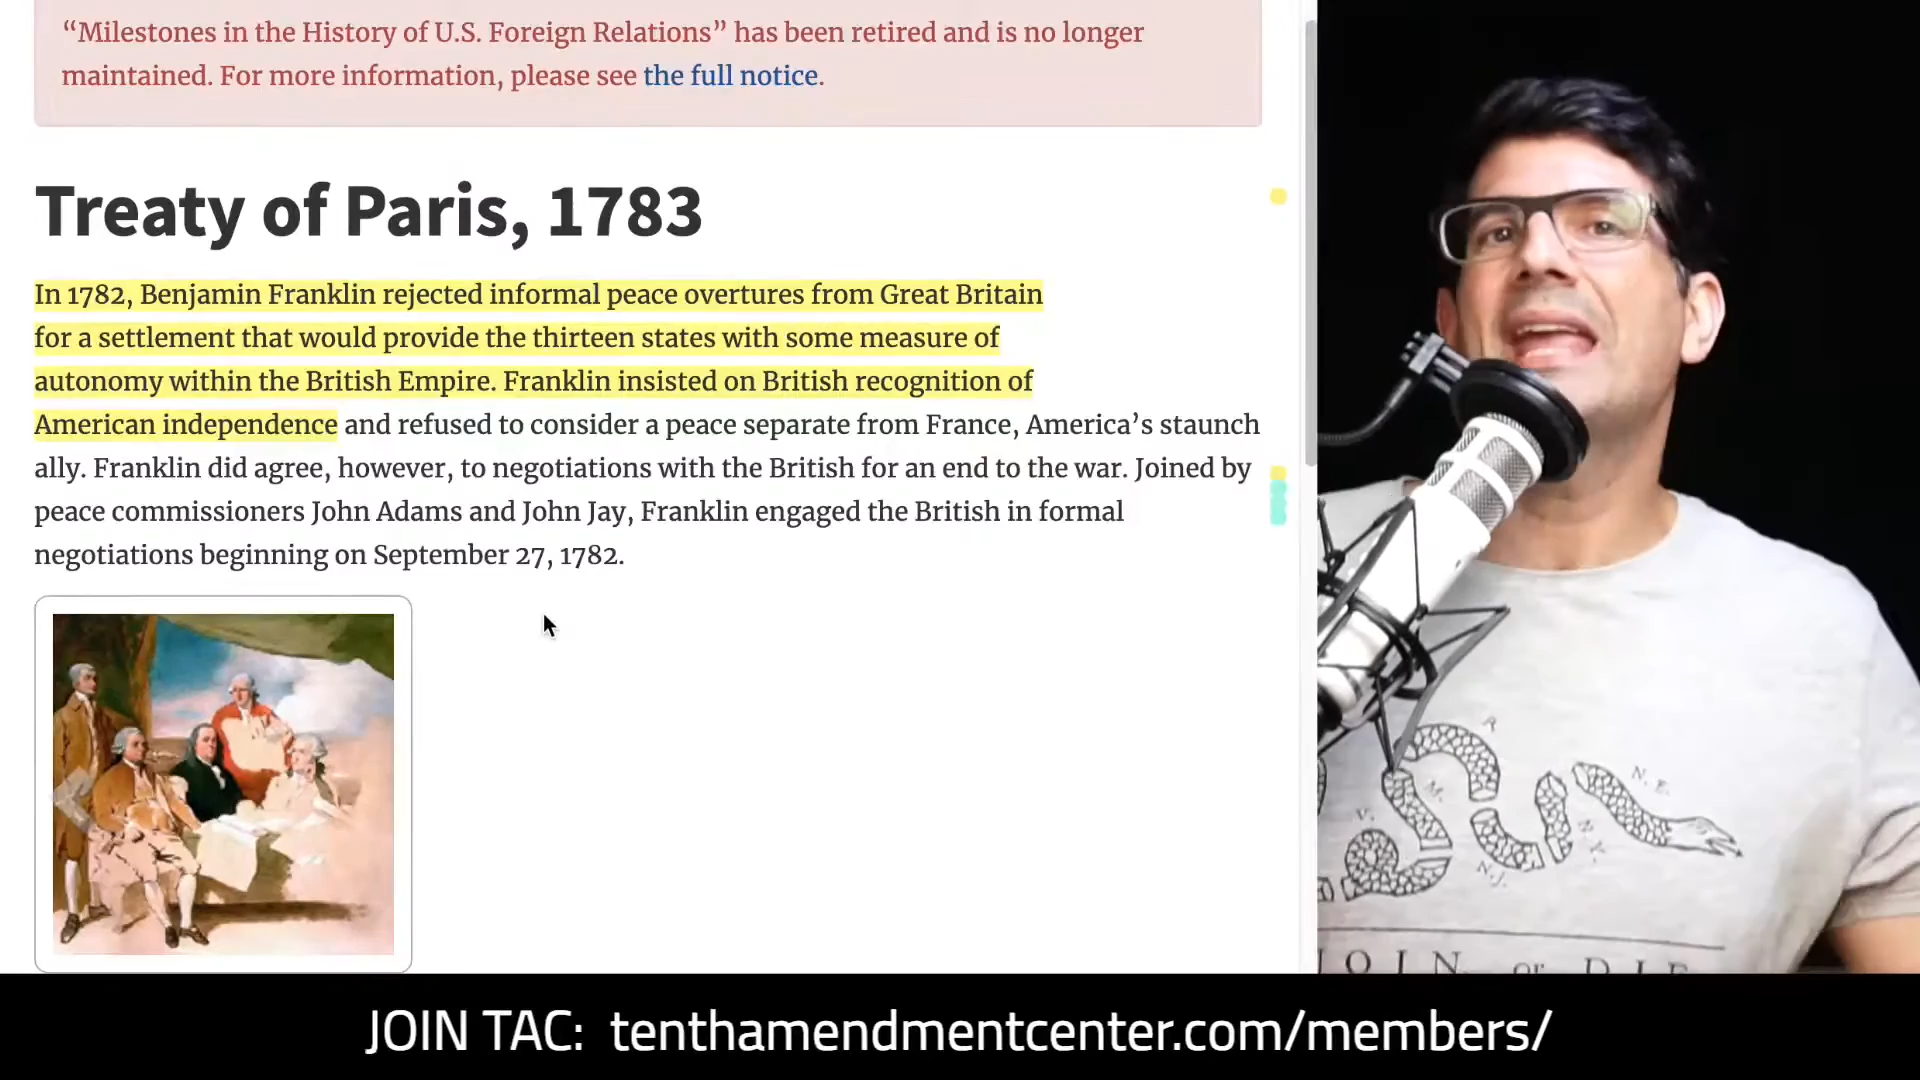 “Milestones in the History of U.S. Foreign Relations” has been retired and is no longer
maintained. For more information, please see the full notice.
Treaty of Paris, 1783
In 1782, Benjamin Franklin rejected informal peace overtures from Great Britain
for a settlement that would provide the thirteen states with some measure of
autonomy within the British Empire. Franklin insisted on British recognition of
American independence and refused to consider a peace separate from France, America’s staunch
ally. Franklin did agree, however, to negotiations with the British for an end to the war. Joined by
peace commissioners John Adams and John Jay, Franklin engaged the British in formal
negotiations beginning on September 27, 1782.
R
M.
N.E.
V.
N.Y.
N.J.
JOIN or DIE
JOIN TAC: tenthamendmentcenter.com/members/